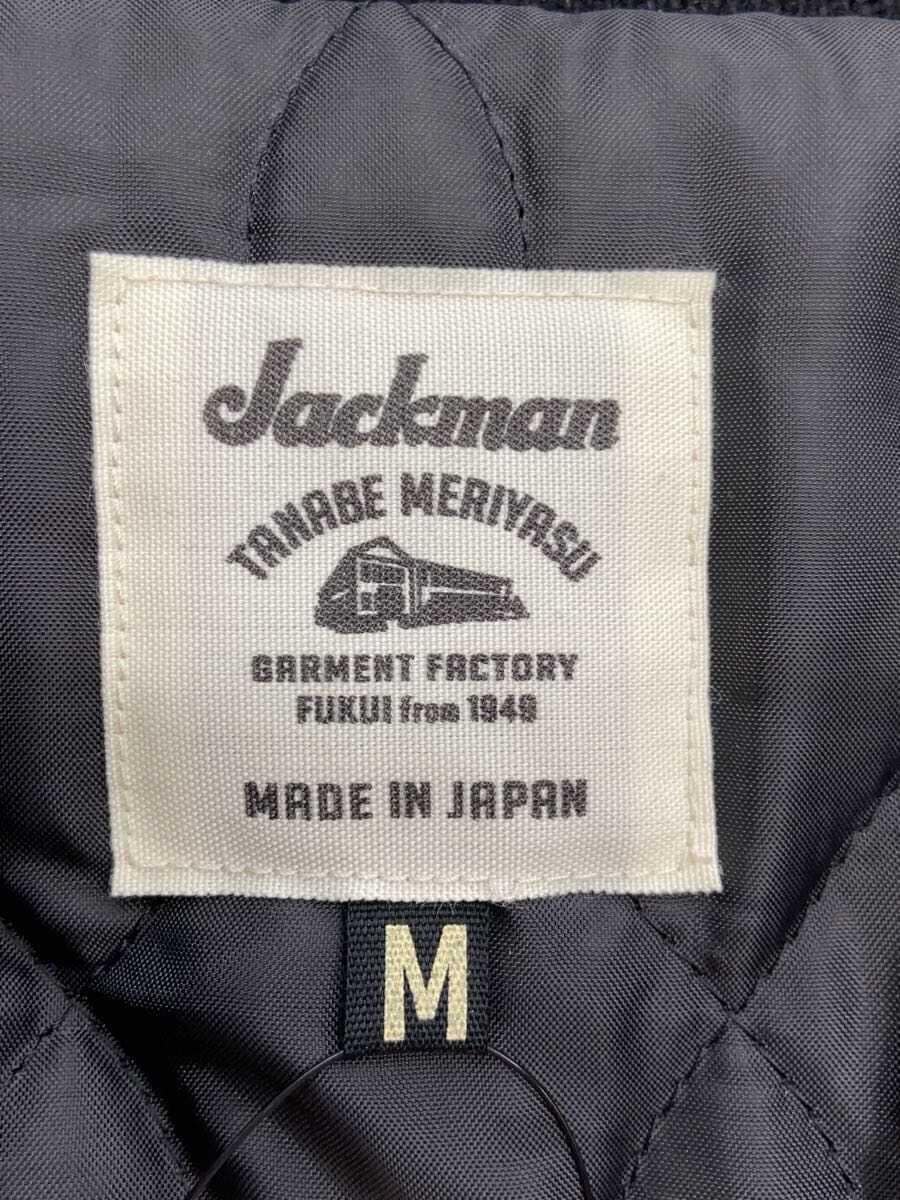 Jackman
TANABE MERIYASU
GARMENT FACTORY
FUKUI from 1949
MADE IN JAPAN
M